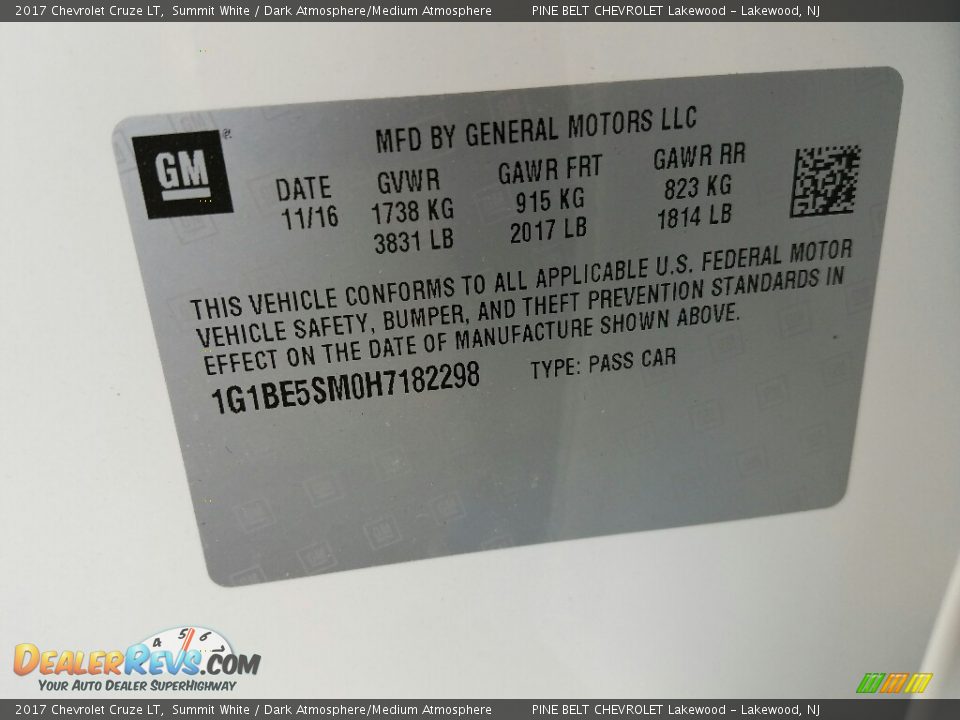 2017 Chevrolet Cruze LT, Summit White / Dark Atmosphere/Medium Atmosphere PINE BELT CHEVROLET Lakewood - Lakewood, NJ
GM
MFD BY GENERAL MOTORS LLC
DATE GVWR GAWR FRT GAWR RR
11/16 1738 KG 915 KG 823 KG
3831 LB 2017 LB 1814 LB
THIS VEHICLE CONFORMS TO ALL APPLICABLE U.S. FEDERAL MOTOR
VEHICLE SAFETY, BUMPER, AND THEFT PREVENTION STANDARDS IN
EFFECT ON THE DATE OF MANUFACTURE SHOWN ABOVE.
1G1BE5SM0H7182298 TYPE: PASS CAR
4 5 6 7
DEALERREVS.COM
YOUR AUTO DEALER SUPERHIGHWAY
2017 Chevrolet Cruze LT, Summit White / Dark Atmosphere/Medium Atmosphere PINE BELT CHEVROLET Lakewood - Lakewood, NJ